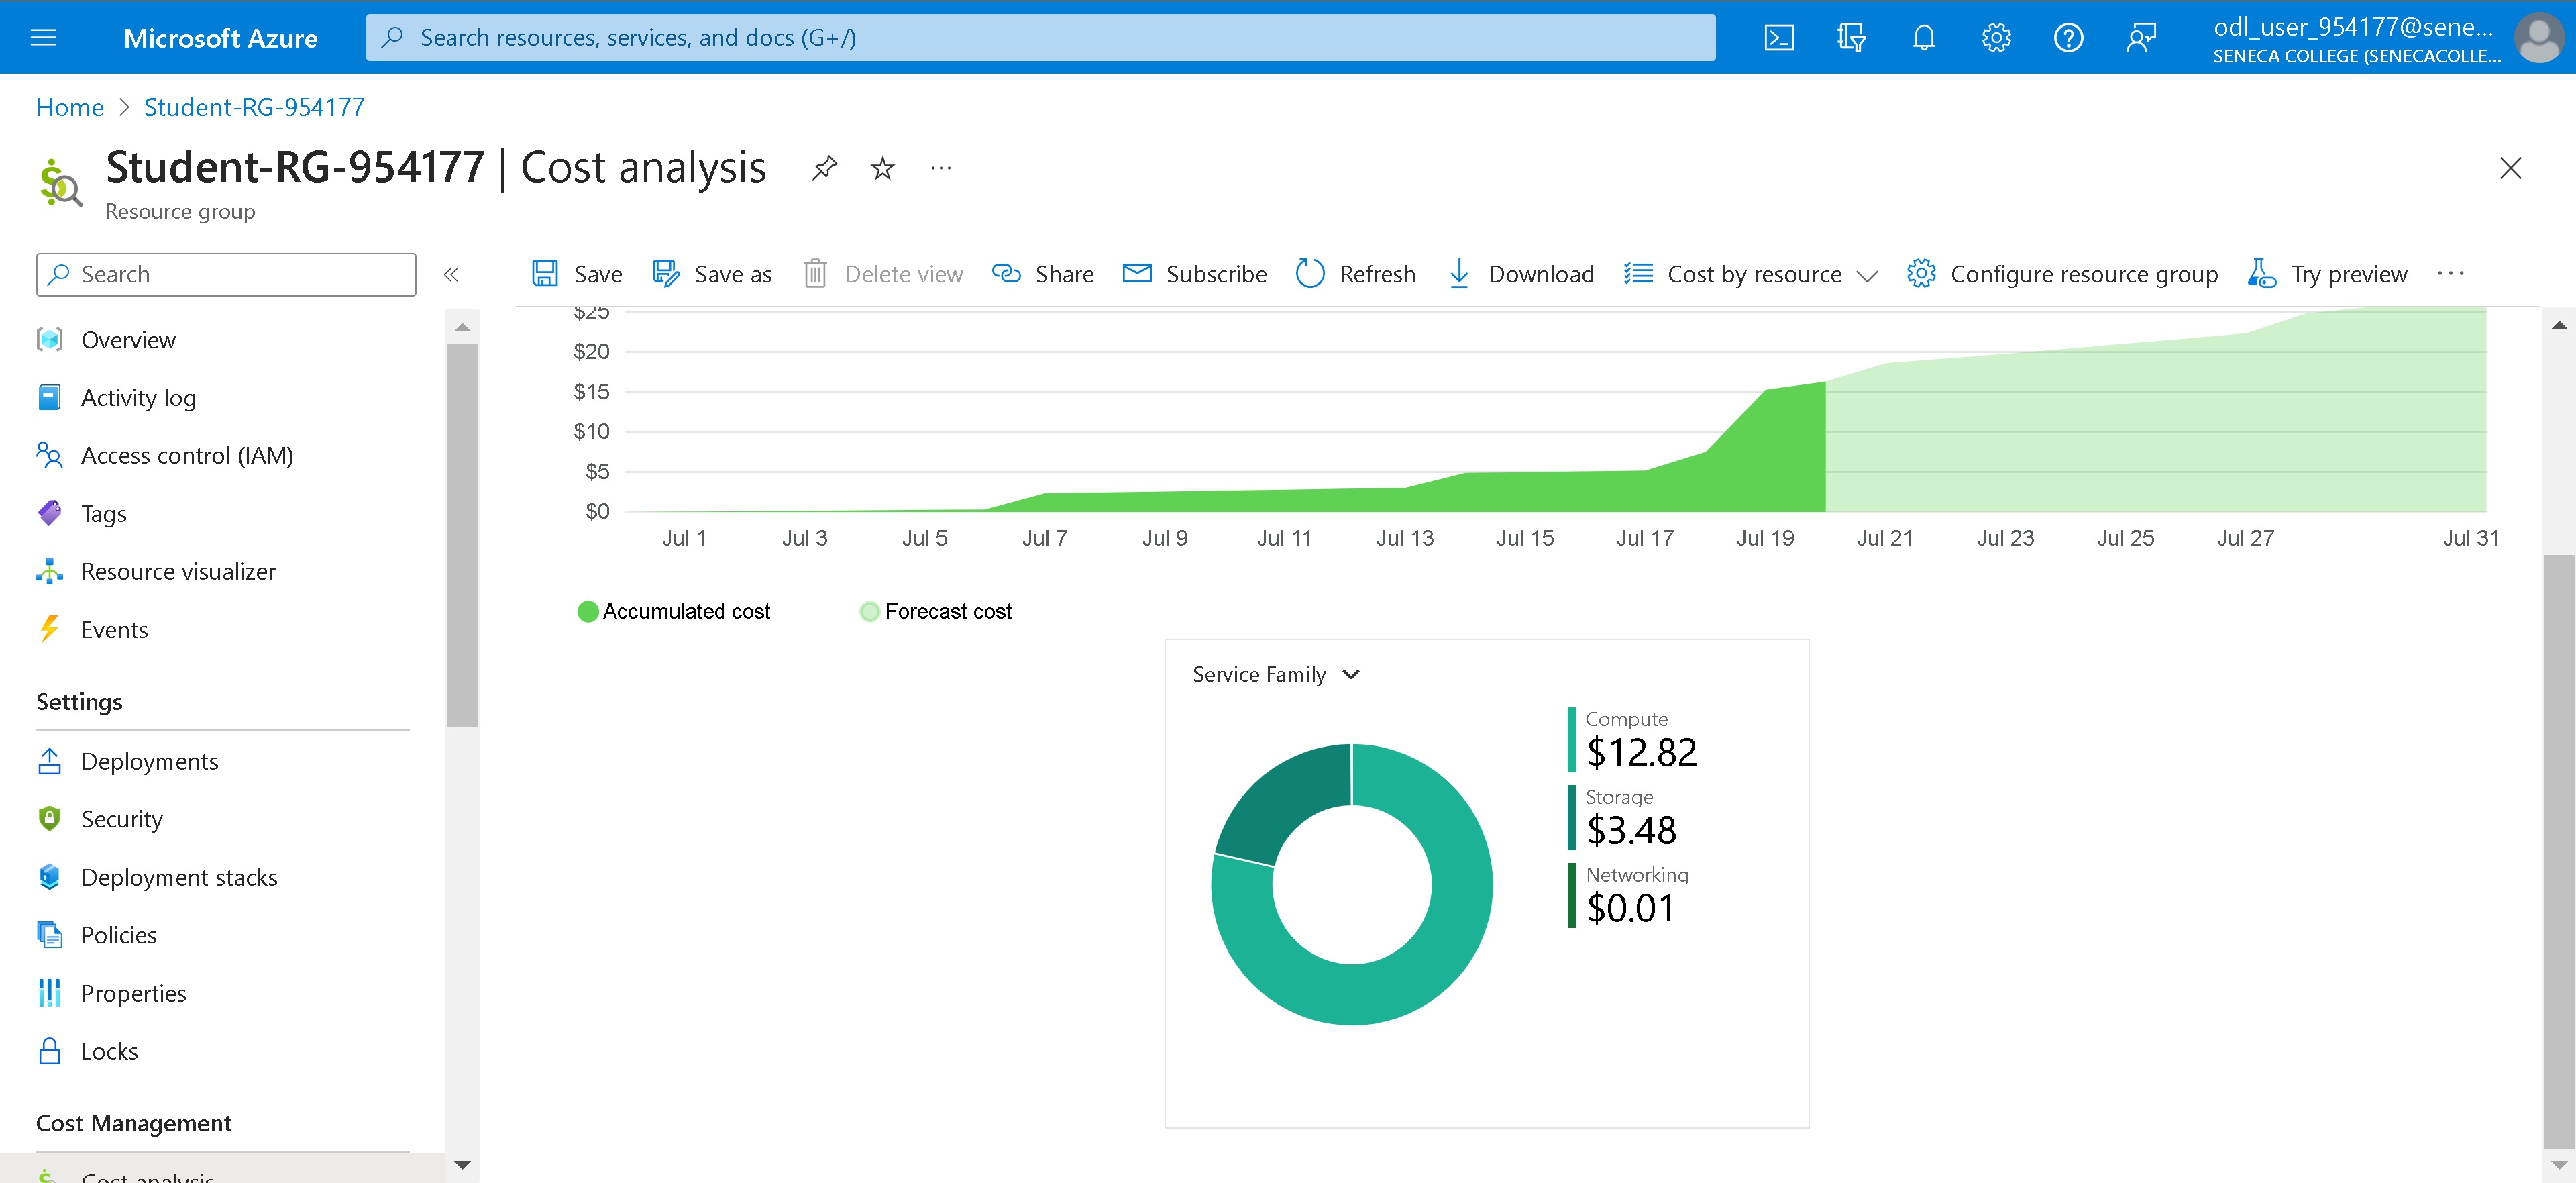 Microsoft Azure
Search resources, services, and docs (G+/)
odl_user_954177@sene...
SENECA COLLEGE (SENECACOLLE...
Home > Student-RG-954177
Student-RG-954177 | Cost analysis
Resource group
Search
Save
Save as
Delete view
Share
Subscribe
Refresh
Download
Cost by resource
Configure resource group
Try preview
Overview
Activity log
Access control (IAM)
Tags
Resource visualizer
Events
Settings
Deployments
Security
Deployment stacks
Policies
Properties
Locks
Cost Management
Cost analysis
$25
$20
$15
$10
$5
$0
Jul 1
Jul 3
Jul 5
Jul 7
Jul 9
Jul 11
Jul 13
Jul 15
Jul 17
Jul 19
Jul 21
Jul 23
Jul 25
Jul 27
Jul 31
Accumulated cost
Forecast cost
Service Family
Compute
$12.82
Storage
$3.48
Networking
$0.01